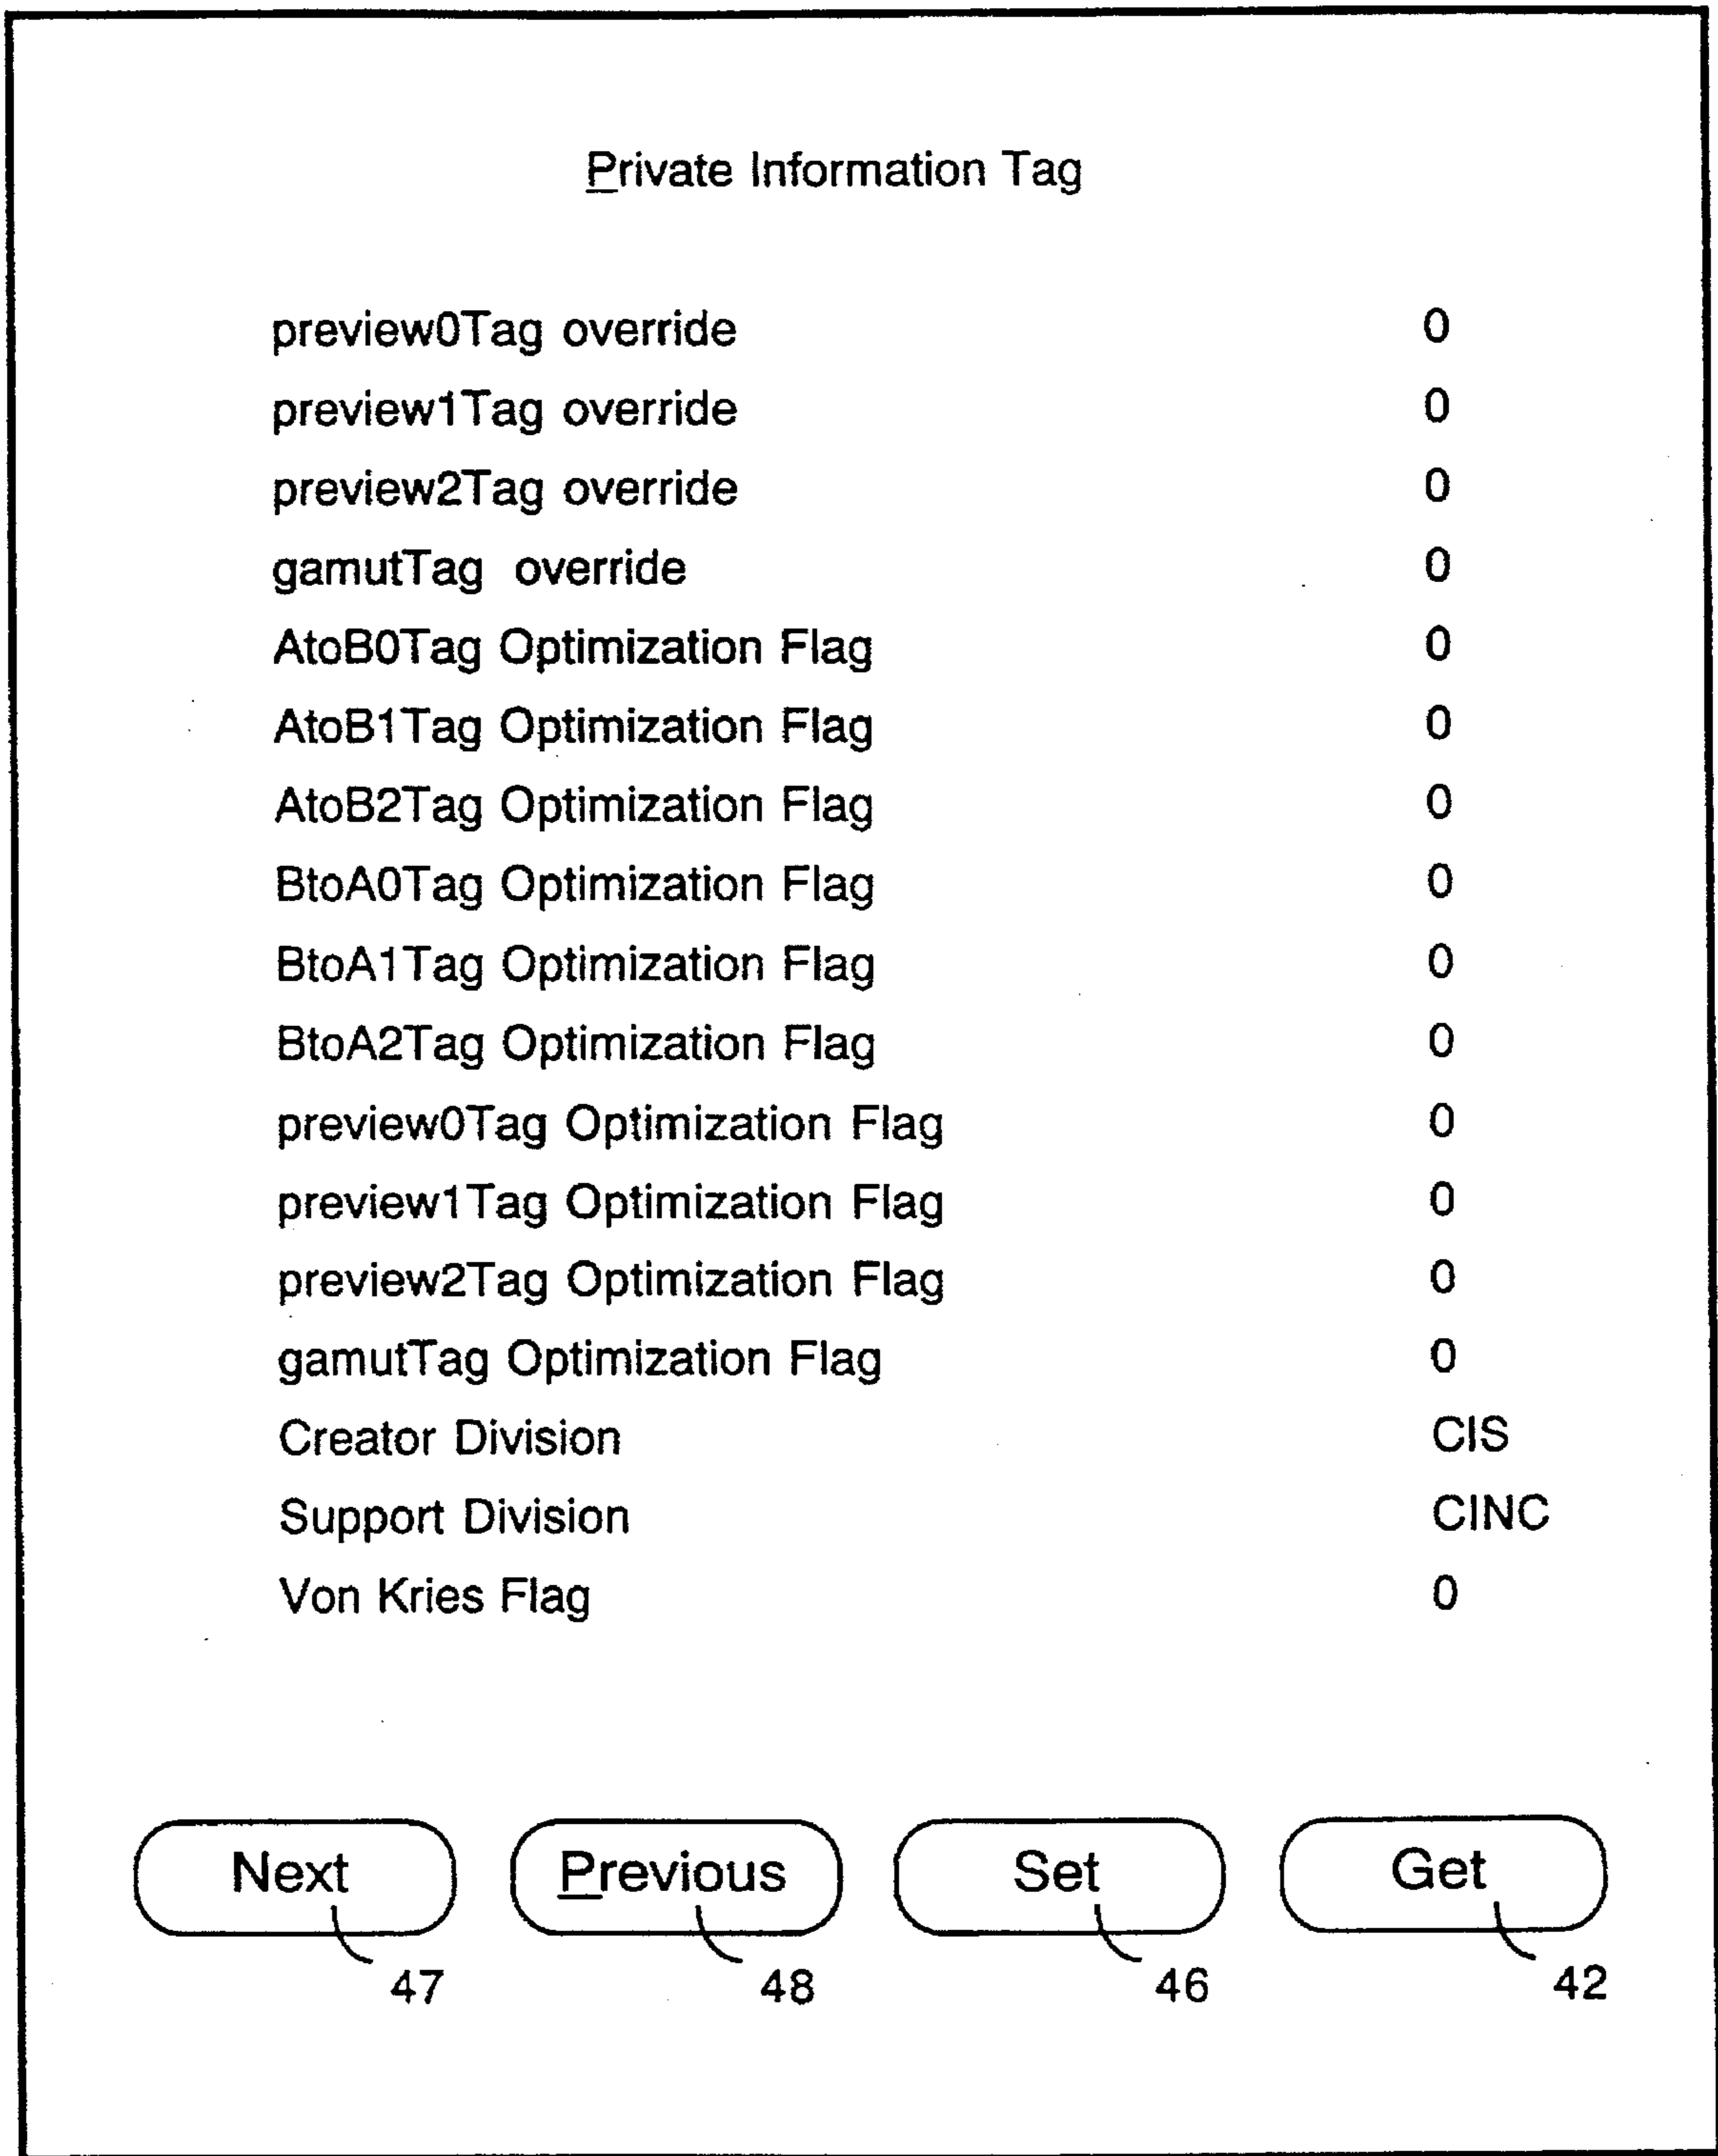 Private Information Tag
preview0Tag override 0
preview1Tag override 0
preview2Tag override 0
gamutTag override 0
AtoB0Tag Optimization Flag 0
AtoB1Tag Optimization Flag 0
AtoB2Tag Optimization Flag 0
BtoA0Tag Optimization Flag 0
BtoA1Tag Optimization Flag 0
BtoA2Tag Optimization Flag 0
preview0Tag Optimization Flag 0
preview1Tag Optimization Flag 0
preview2Tag Optimization Flag 0
gamutTag Optimization Flag 0
Creator Division CIS
Support Division CINC
Von Kries Flag 0
Next Previous Set Get
47 48 46 42